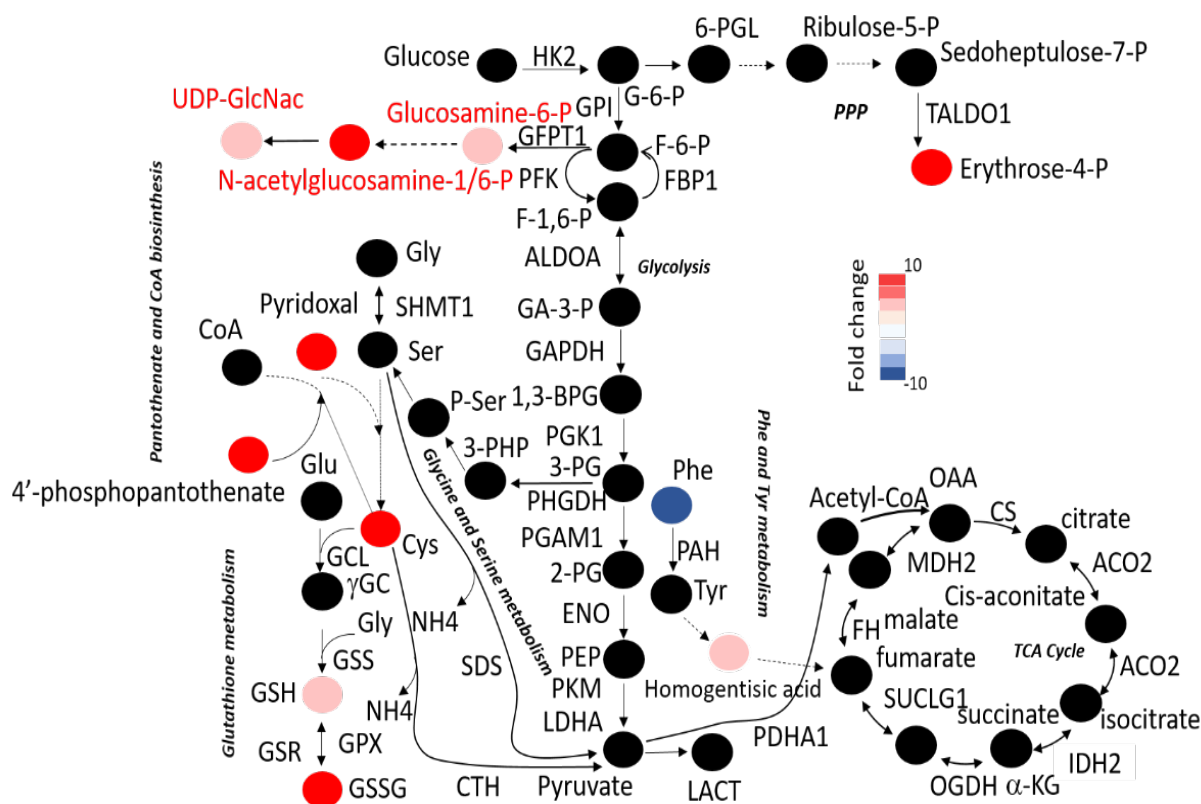 6-PGL
Ribulose-5-P
Sedoheptulose-7-P
Glucose
HK2
G-6-P
GPI
PPP
TALDO1
Erythrose-4-P
UDP-GlcNac
Glucosamine-6-P
GFPT1
N-acetylglucosamine-1/6-P
F-6-P
PFK
FBP1
F-1,6-P
ALDOA
Glycolysis
Pantothenate and CoA biosinthesis
Gly
Pyridoxal
SHMT1
CoA
Ser
GA-3-P
GAPDH
Fold change
10
-10
P-Ser
1,3-BPG
PGK1
3-PHP
3-PG
PHGDH
Phe
Phe and Tyr metabolism
4’-phosphopantothenate
Glu
Cys
GCL
γGC
Glycine and Serine metabolism
PGAM1
PAH
2-PG
Tyr
Acetyl-CoA
OAA
CS
citrate
MDH2
ACO2
Cis-aconitate
Glutathione metabolism
Gly
NH4
GSS
ENO
SDS
PEP
PKM
Homogentisic acid
FH
malate
fumarate
TCA Cycle
ACO2
GSH
NH4
LDHA
SUCLG1
succinate
isocitrate
GSR
GPX
PDHA1
IDH2
GSSG
CTH
Pyruvate
LACT
OGDH
α-KG